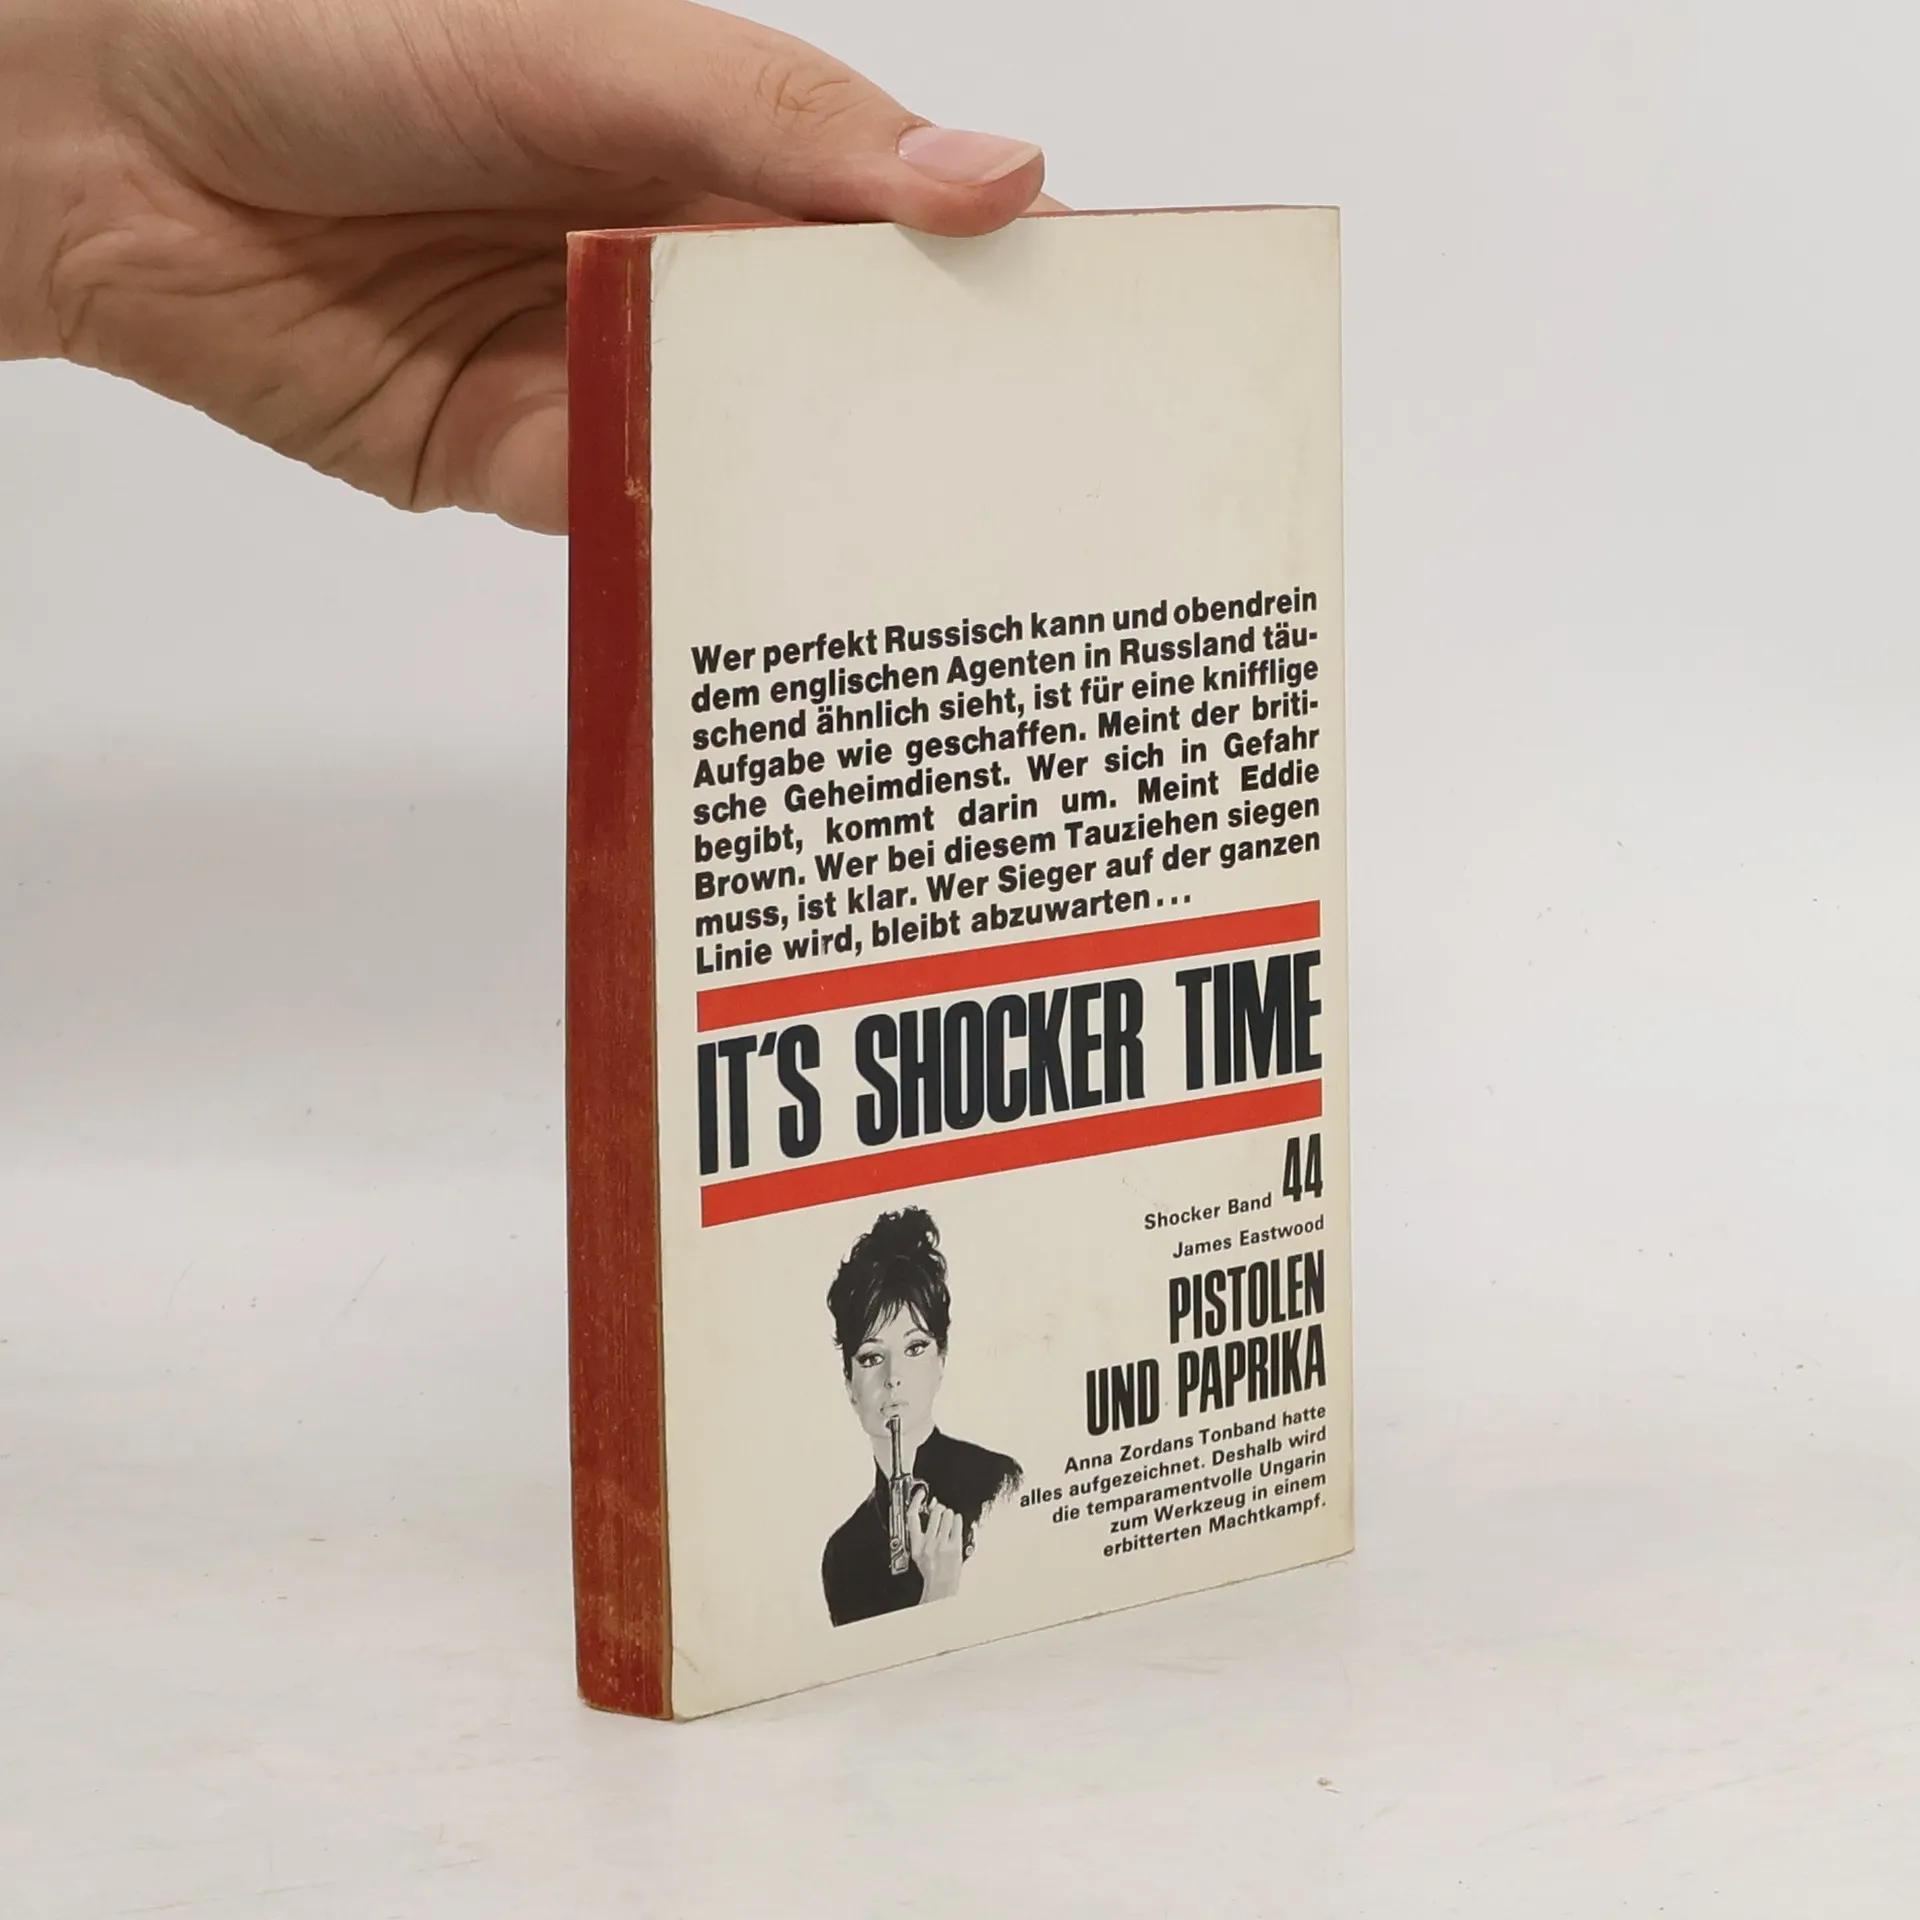 Wer perfekt Russisch kann und obendrein
dem englischen Agenten in Russland täu-
schend ähnlich sieht, ist für eine knifflige
Aufgabe wie geschaffen. Meint der briti-
sche Geheimdienst. Wer sich in Gefahr
begibt, kommt darin um. Meint Eddie
Brown. Wer bei diesem Tauziehen siegen
muss, ist klar. Wer Sieger auf der ganzen
Linie wird, bleibt abzuwarten...
IT'S SHOCKER TIME
Shocker Band 44
James Eastwood
PISTOLEN
UND PAPRIKA
Anna Zordans Tonband hatte
alles aufgezeichnet. Deshalb wird
die temparamentvolle Ungarin
zum Werkzeug in einem
erbitterten Machtkampf.